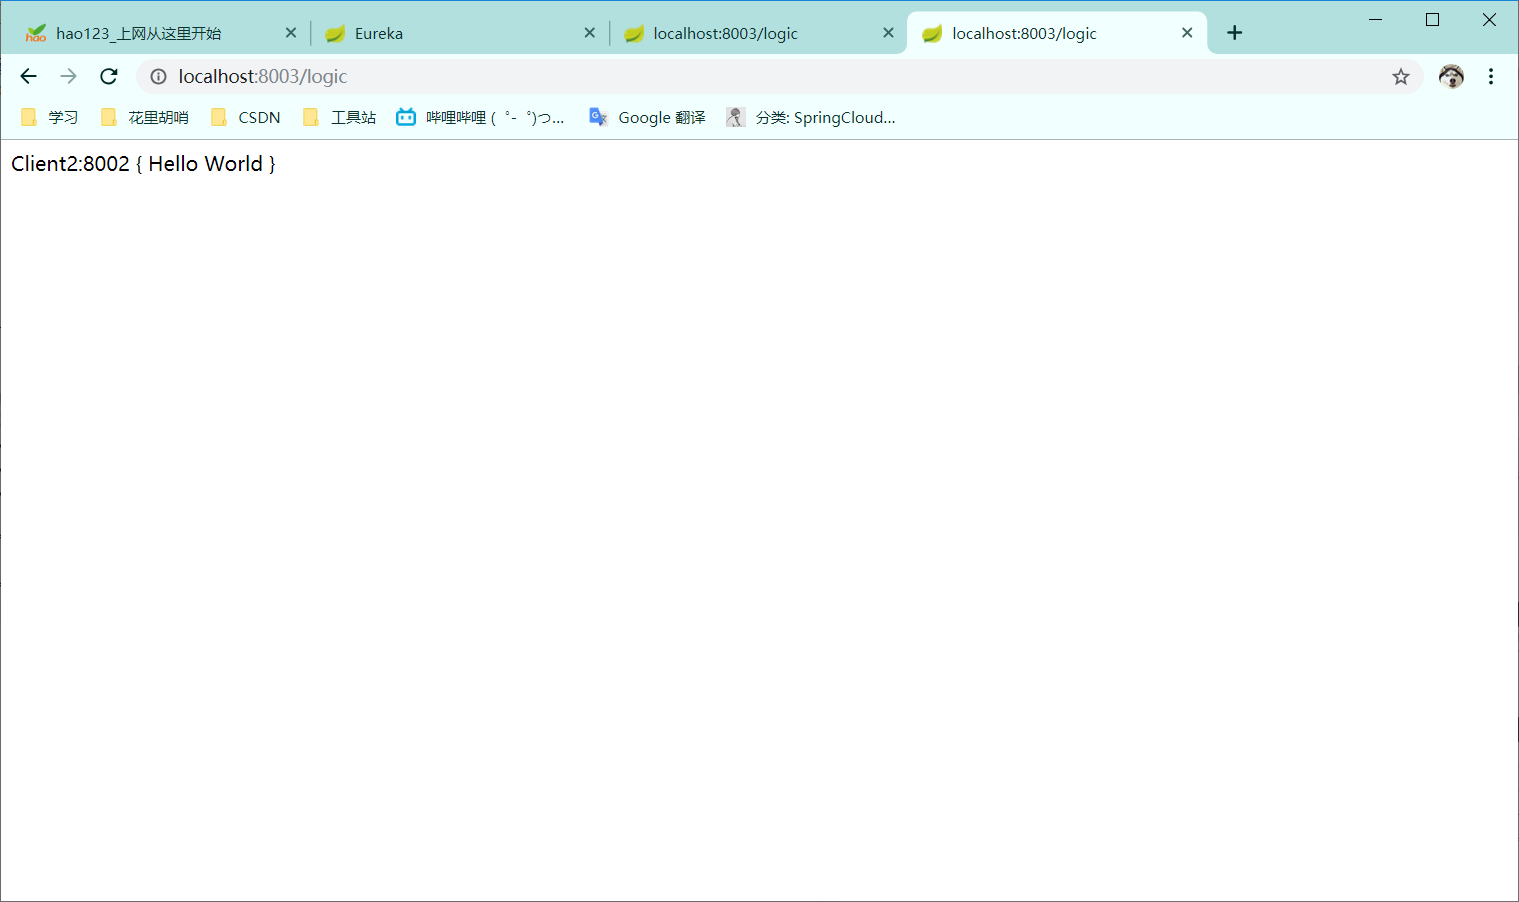 hao123_上网从这里开始 Eureka localhost:8003/logic localhost:8003/logic
localhost:8003/logic
学习 花里胡哨 CSDN 工具站 哔哩哔哩 (゜-゜)つ... Google 翻译 分类: SpringCloud...
Client2:8002 { Hello World }